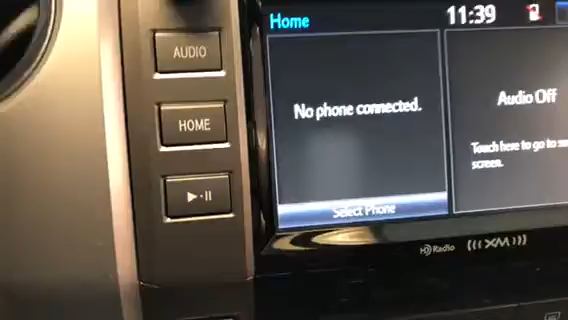 AUDIO
HOME
Home
11:39
No phone connected.
Select Phone
Audio Off
Touch here to go to
screen.
HD Radio
XM